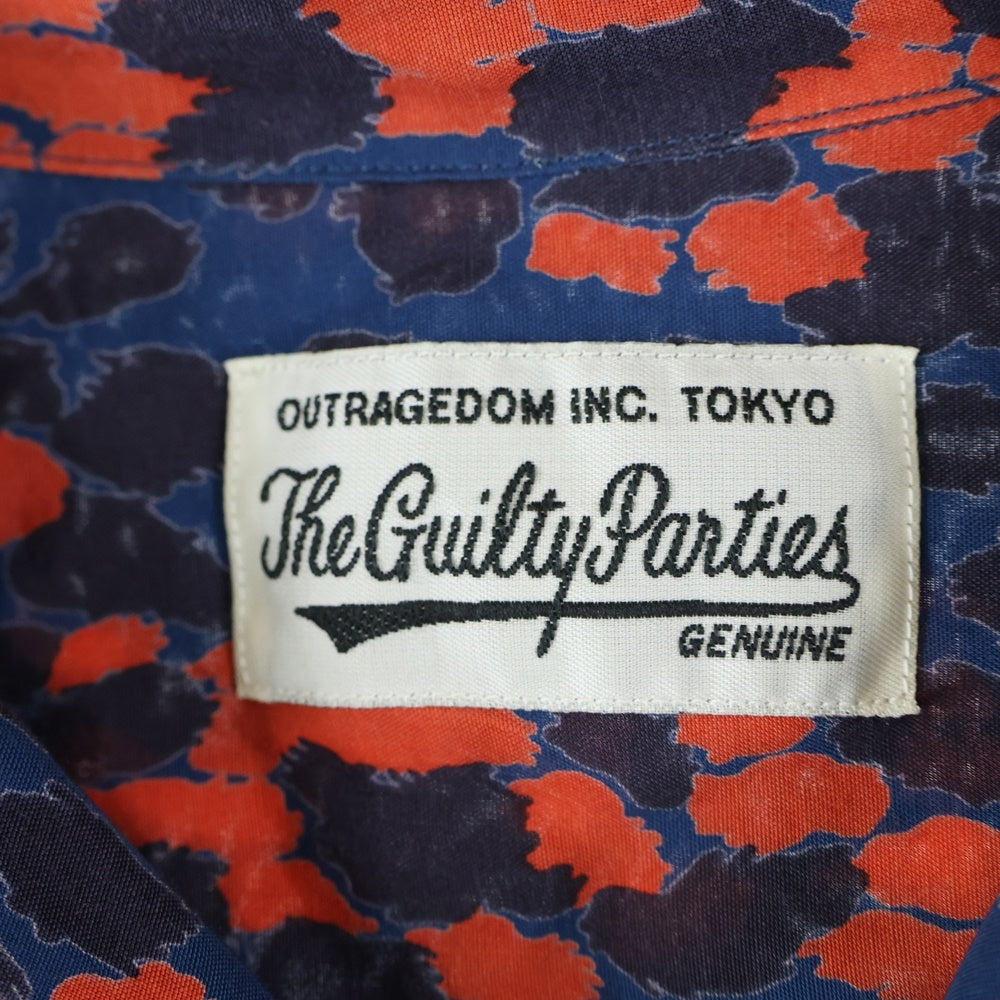 OUTRAGEDOM INC. TOKYO
The Guilty Parties
GENUINE